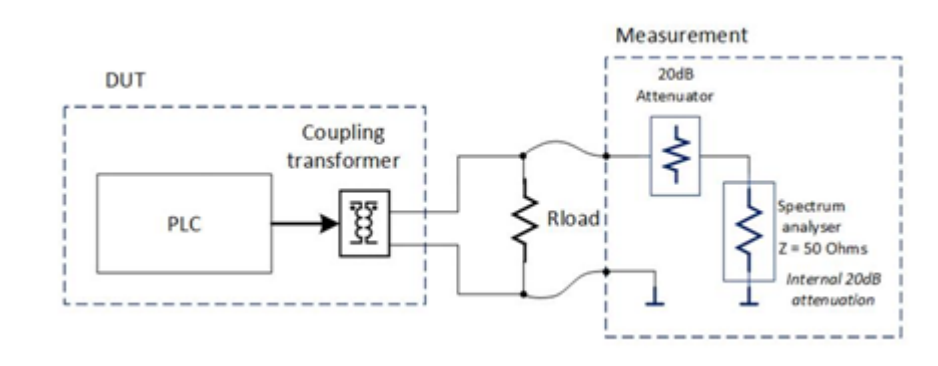 Measurement
DUT
20dB
Attenuator
Coupling
transformer
PLC
Rload
Spectrum
analyser
Z = 50 Ohms
Internal 20dB
attenuation